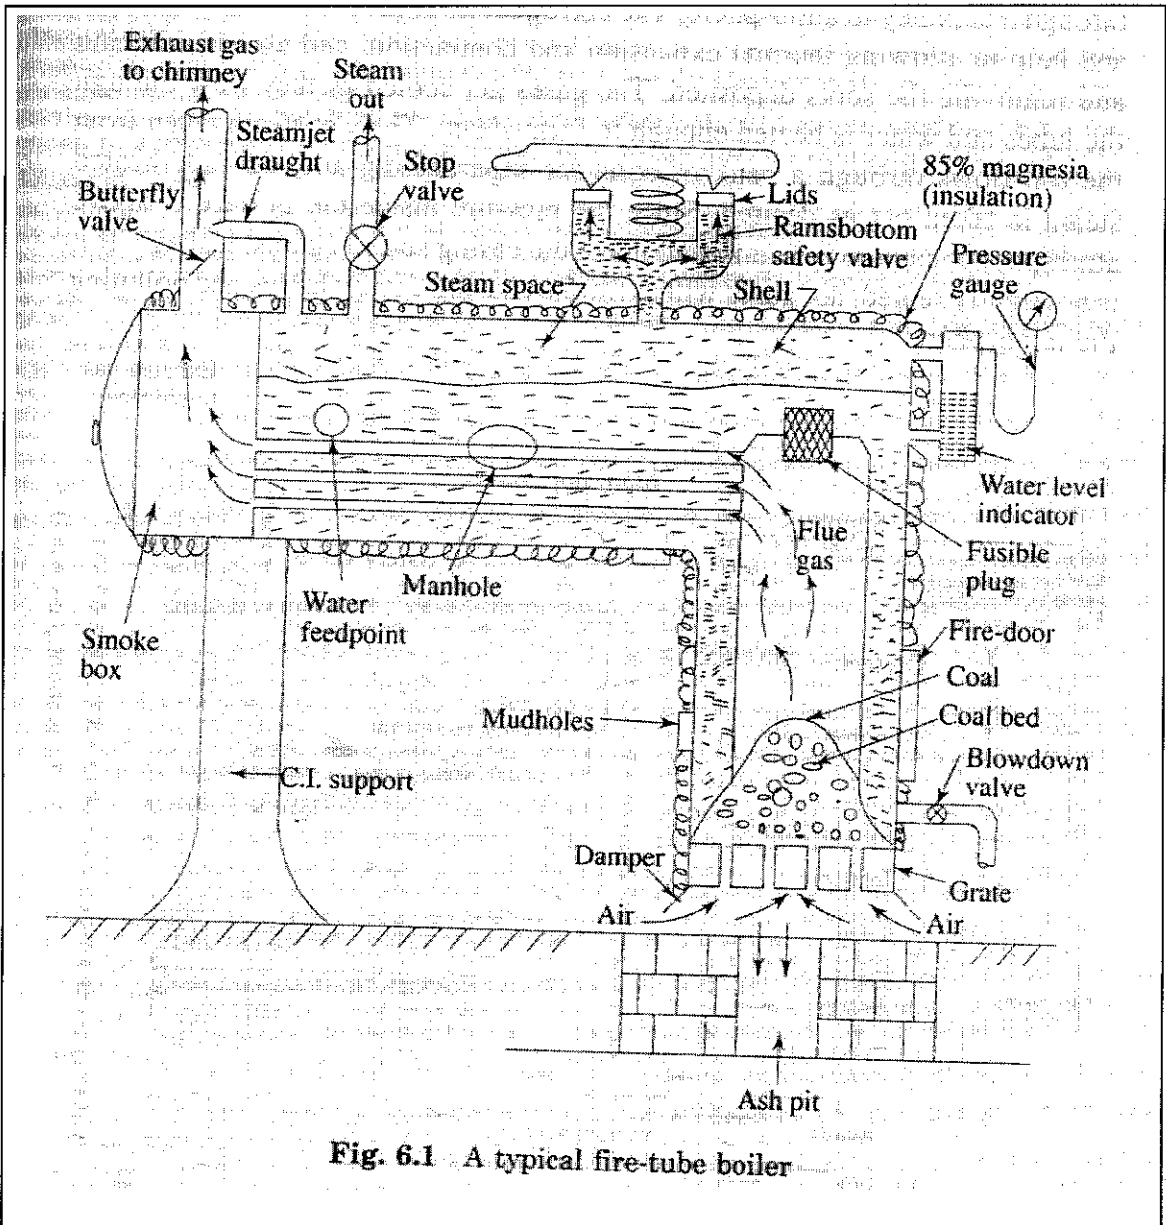 Exhaust gas
to chimney
Steam
out
Steamjet
draught
Stop
valve
85% magnesia
(insulation)
Butterfly
valve
Lids
Ramsbottom
safety valve
Pressure
gauge
Steam space
Shell
Water level
indicator
Flue
gas
Fusible
plug
Manhole
Water
feedpoint
Smoke
box
Fire-door
Coal
Mudholes
Coal bed
Blowdown
valve
C.I. support
Damper
Grate
Air
Air
Ash pit
Fig. 6.1 A typical fire-tube boiler